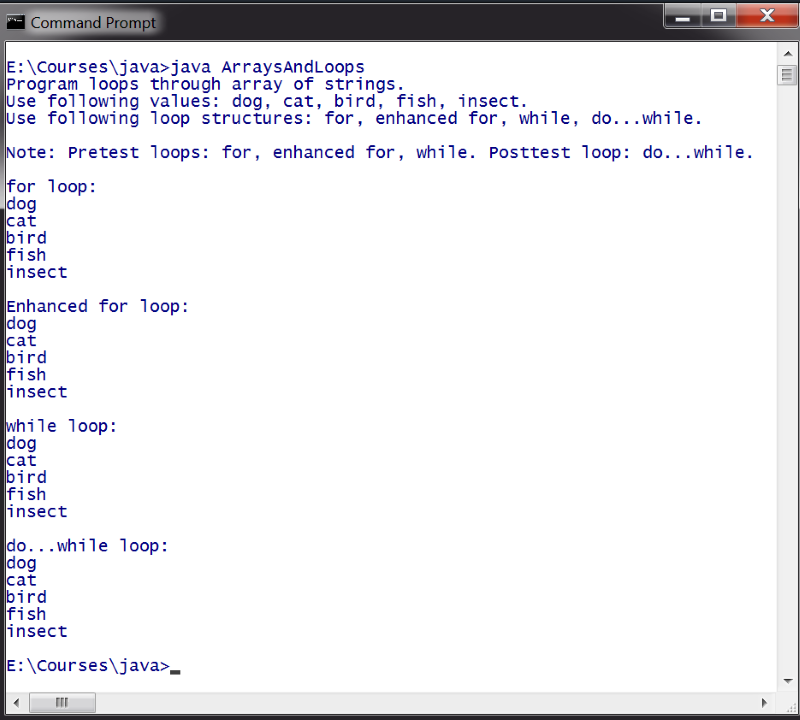 Command Prompt
E:\Courses\java>java ArraysAndLoops
Program loops through array of strings.
Use following values: dog, cat, bird, fish, insect.
Use following loop structures: for, enhanced for, while, do...while.
Note: Pretest loops: for, enhanced for, while. Posttest loop: do...while.
for loop:
dog
cat
bird
fish
insect
Enhanced for loop:
dog
cat
bird
fish
insect
while loop:
dog
cat
bird
fish
insect
do...while loop:
dog
cat
bird
fish
insect
E:\Courses\java>_